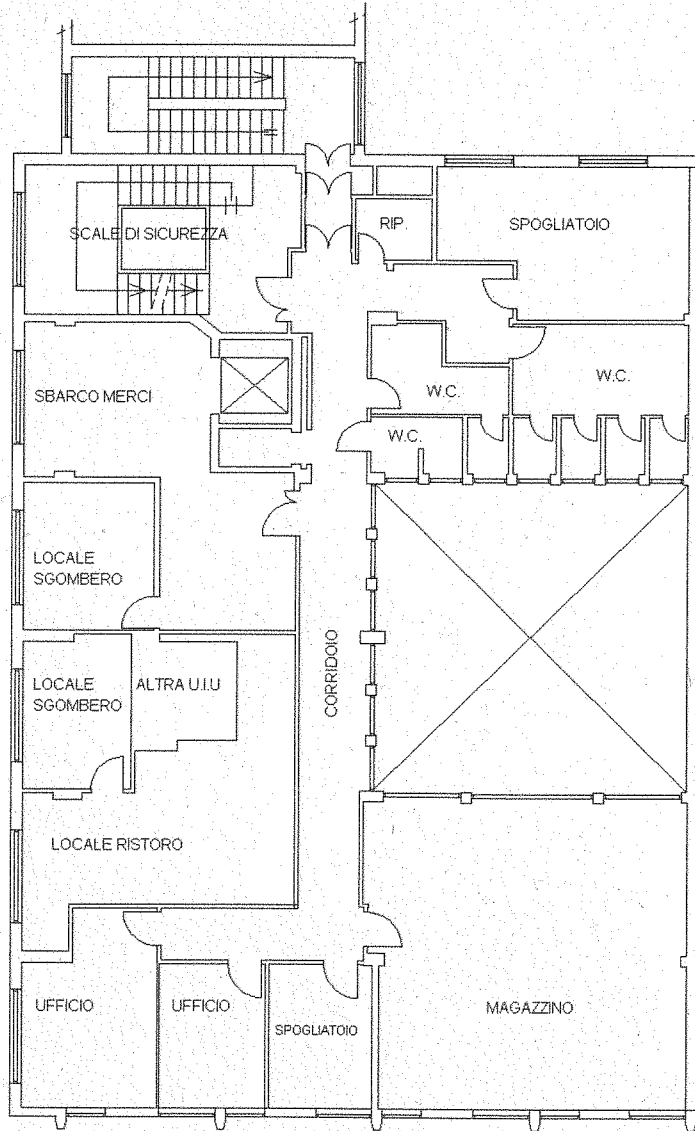 RIP.
SPOGLIATOIO
SCALE DI SICUREZZA
W.C.
SBARCO MERCI
W.C.
W.C.
LOCALE
SGOMBERO
CORRIDOIO
LOCALE
SGOMBERO
ALTRA U.I.U
LOCALE RISTORO
UFFICIO
UFFICIO
SPOGLIATOIO
MAGAZZINO